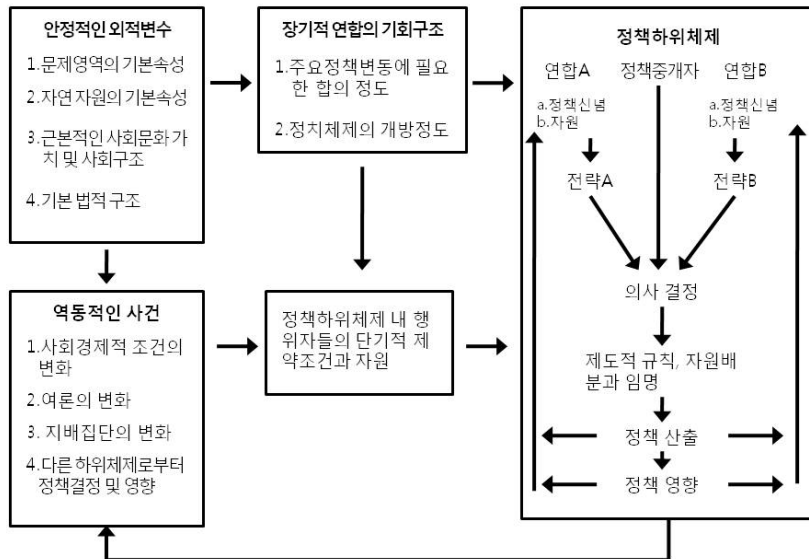 안정적인 외적변수
1.문제영역의 기본속성
2.자연 자원의 기본속성
3.근본적인 사회문화 가
치 및 사회구조
4.기본 법적 구조
장기적 연합의 기회구조
1.주요정책변동에 필요
한 합의 정도
2.정치체제의 개방정도
역동적인 사건
1.사회경제적 조건의
변화
2.여론의 변화
3. 지배집단의 변화
4.다른 하위체제로부터
정책결정 및 영향
정책하위체제 내 행
위자들의 단기적 제
약조건과 자원
정책하위체제
연합A 정책중개자 연합B
a.정책신념 a.정책신념
b.자원 b.자원
전략A 전략B
의사 결정
제도적 규칙, 자원배
분과 임명
정책 산출
정책 영향